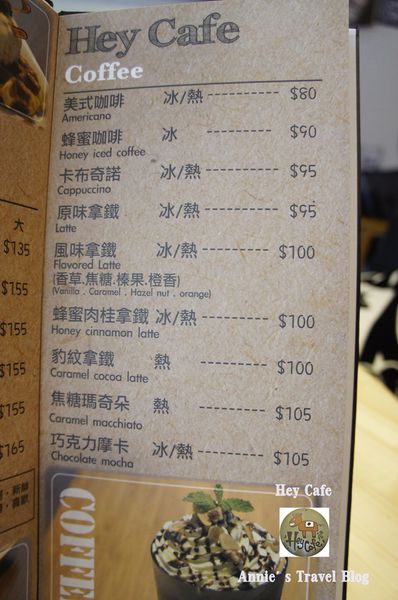 Hey Cafe
Coffee
美式咖啡 冰/熱 ---------- $80
Americano
蜂蜜咖啡 冰 ---------- $90
Honey iced coffee
卡布奇諾 冰/熱 ---------- $95
Cappuccino
原味拿鐵 冰/熱 ---------- $95
Latte
風味拿鐵 冰/熱 ---------- $100
Flavored Latte
(香草.焦糖.榛果.橙香)
(Vanilla . Caramel . Hazel nut . orange)
蜂蜜肉桂拿鐵 冰/熱 ---------- $100
Honey cinnamon latte
豹紋拿鐵 熱 ---------- $100
Caramel cocoa latte
焦糖瑪奇朵 熱 ---------- $105
Caramel macchiato
巧克力摩卡 冰/熱 ---------- $105
Chocolate mocha
大
$135
$155
$155
$155
$155
$165
COFFE
Hey Cafe
HeyCafe
Annie's Travel Blog